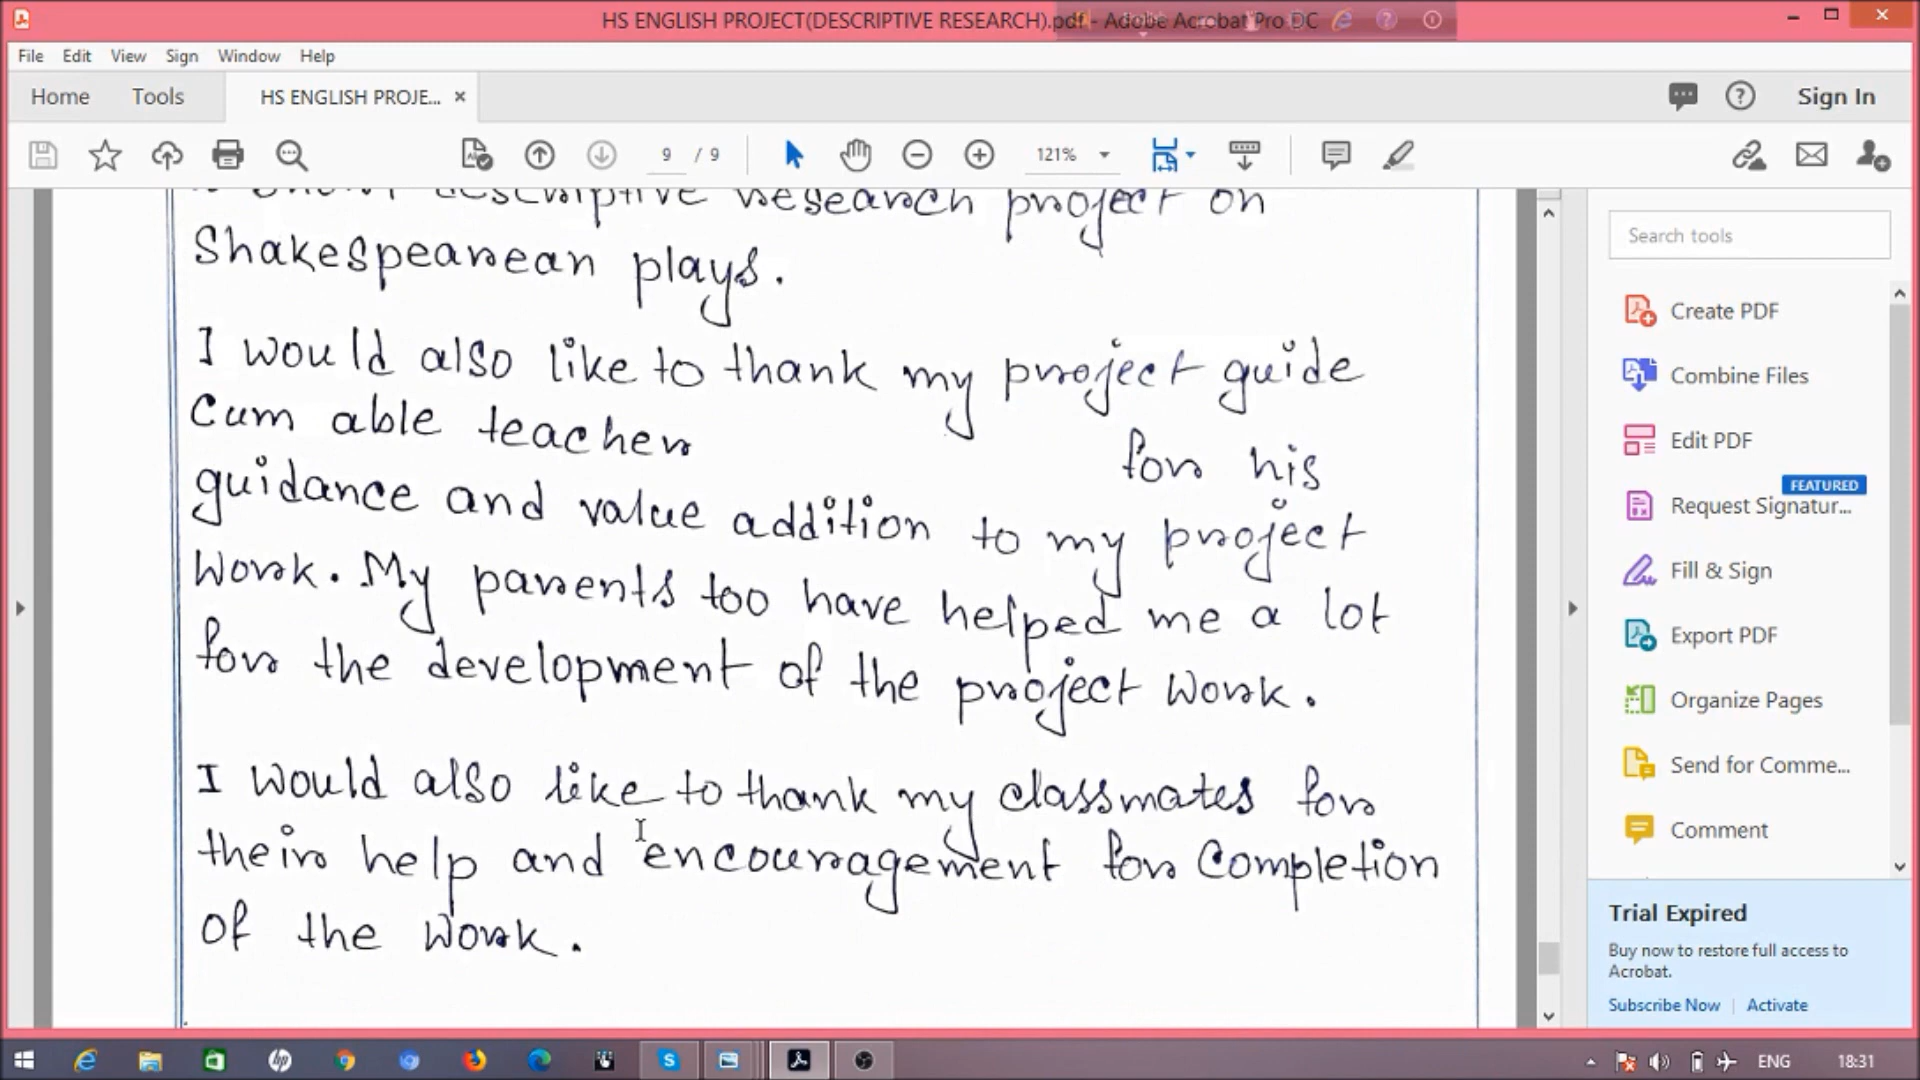 HS ENGLISH PROJECT(DESCRIPTIVE RESEARCH).pdf - Adobe Acrobat Pro DC
File Edit View Window Sign Help
Home Tools HS ENGLISH PROJE... × Sign In
9 / 9 121%
descriptive research project on
Shakespearean plays.
I would also like to thank my project guide
Cum able teacher
for his
guidance and value addition to my project
Work. My parents too have helped me a lot
for the development of the project work.
I would also like to thank my classmates for
their help and encouragement for Completion
of the work.
Search tools
Create PDF
Combine Files
Edit PDF
FEATURED
Request Signatur...
Fill & Sign
Export PDF
Organize Pages
Send for Comme...
Comment
Trial Expired
Buy now to restore full access to
Acrobat.
Subscribe Now Activate
ENG 18:31